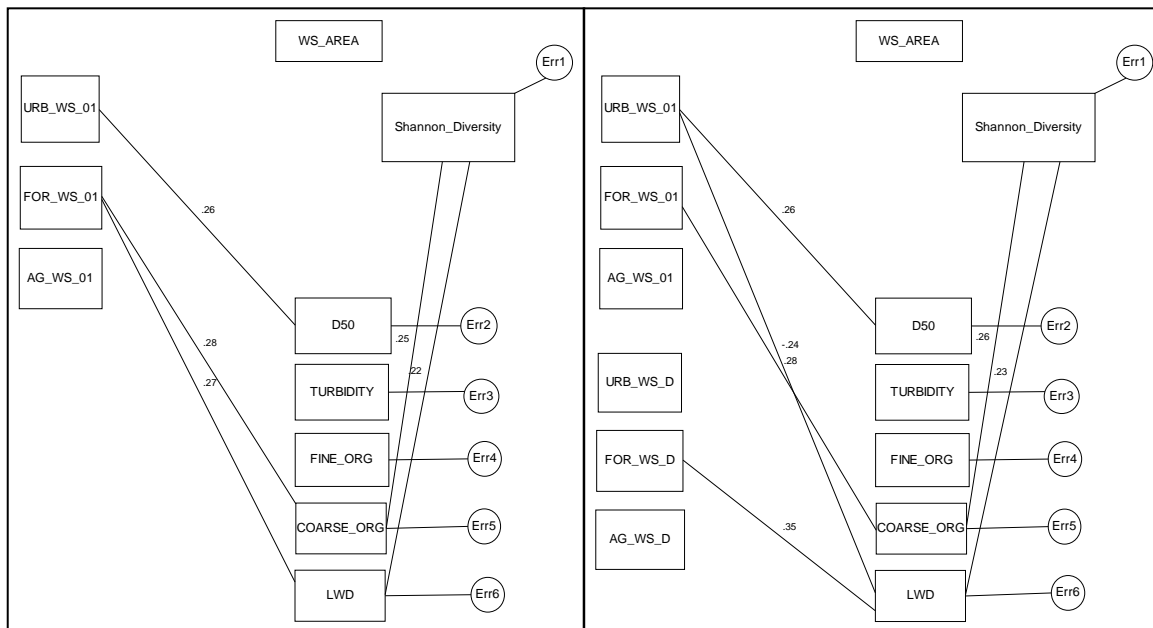 WS_AREA
Err1
URB_WS_01
Shannon_Diversity
FOR_WS_01
.26
AG_WS_01
D50
Err2
.25
.28
.27
.22
TURBIDITY
Err3
FINE_ORG
Err4
COARSE_ORG
Err5
LWD
Err6
WS_AREA
Err1
URB_WS_01
Shannon_Diversity
FOR_WS_01
.26
AG_WS_01
D50
Err2
.26
-.24
.28
.23
URB_WS_D
TURBIDITY
Err3
FOR_WS_D
FINE_ORG
Err4
.35
COARSE_ORG
Err5
AG_WS_D
LWD
Err6